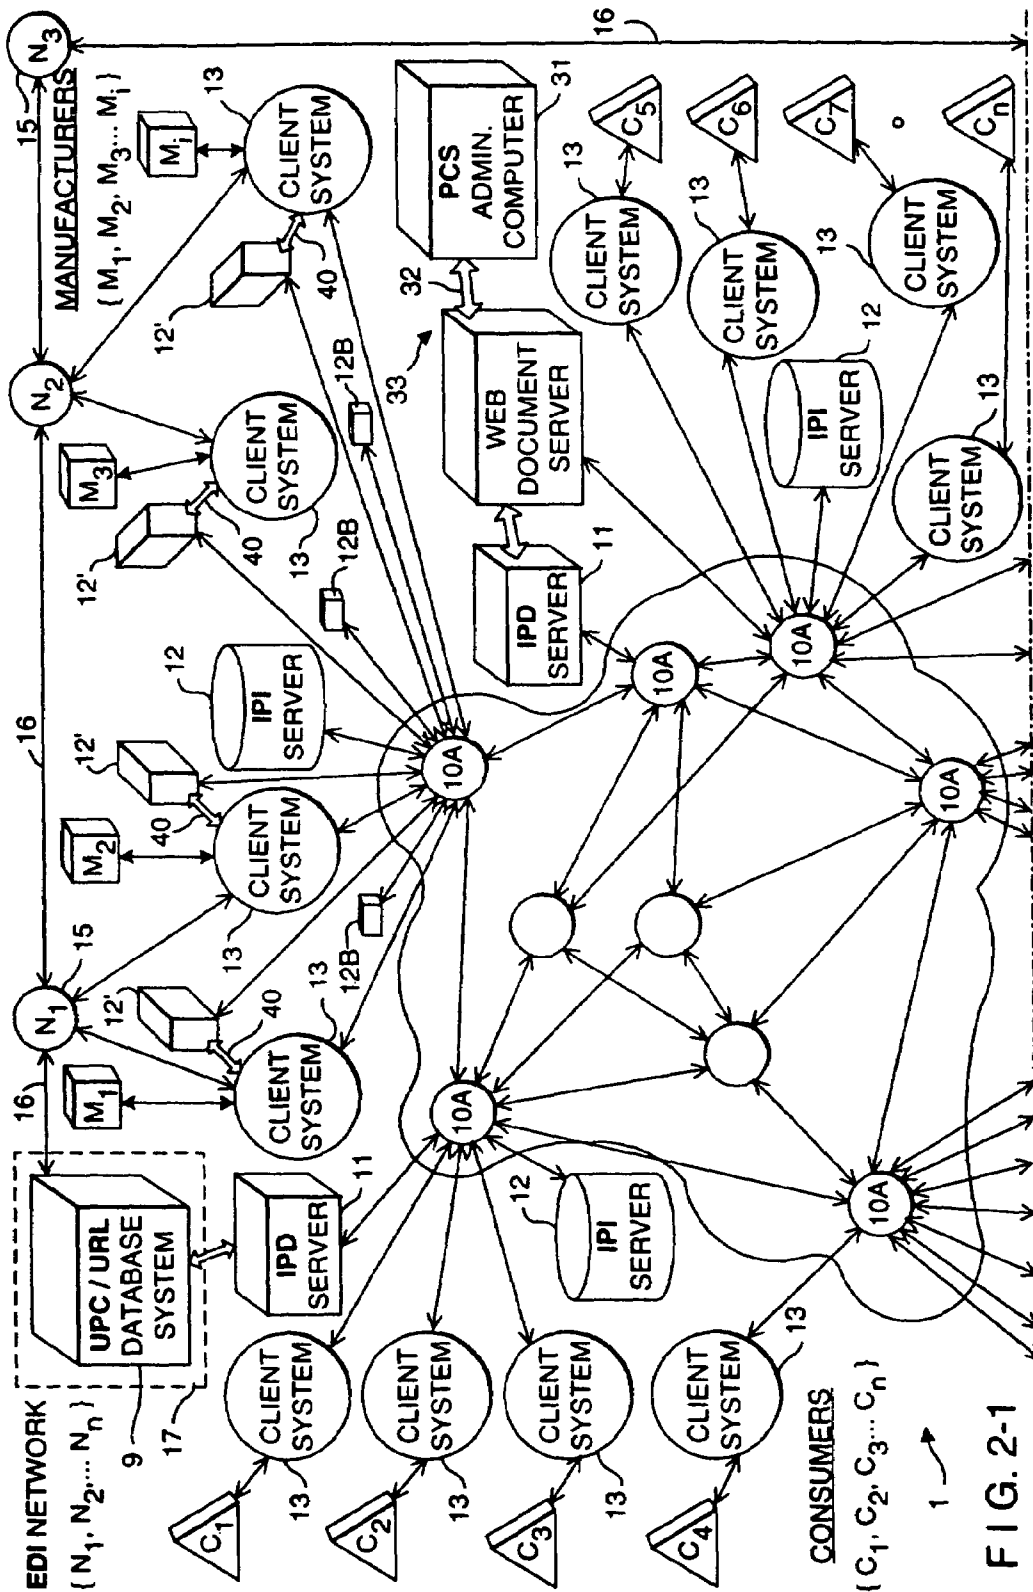 EDI NETWORK
{ N₁, N₂,... Nₙ }
9
17
UPC / URL
DATABASE
SYSTEM
16
N₁
15
16
N₂
15
N₃
MANUFACTURERS
{ M₁, M₂, M₃... Mᵢ }
16
M₁
12'
40
13
CLIENT
SYSTEM
12B
M₂
12'
40
13
CLIENT
SYSTEM
12
IPI
SERVER
M₃
12'
40
13
CLIENT
SYSTEM
12B
Mᵢ
13
12'
40
CLIENT
SYSTEM
12B
IPD
SERVER
11
C₁
13
CLIENT
SYSTEM
C₂
13
CLIENT
SYSTEM
C₃
13
CLIENT
SYSTEM
C₄
13
CLIENT
SYSTEM
10A
10A
12
IPI
SERVER
33
32
31
PCS
ADMIN.
COMPUTER
WEB
DOCUMENT
SERVER
IPD
SERVER
11
10A
10A
10A
10A
13
CLIENT
SYSTEM
C₅
13
CLIENT
SYSTEM
C₆
12
IPI
SERVER
13
CLIENT
SYSTEM
C₇
13
CLIENT
SYSTEM
Cₙ
CONSUMERS
{ C₁, C₂, C₃... Cₙ }
1
FIG. 2-1